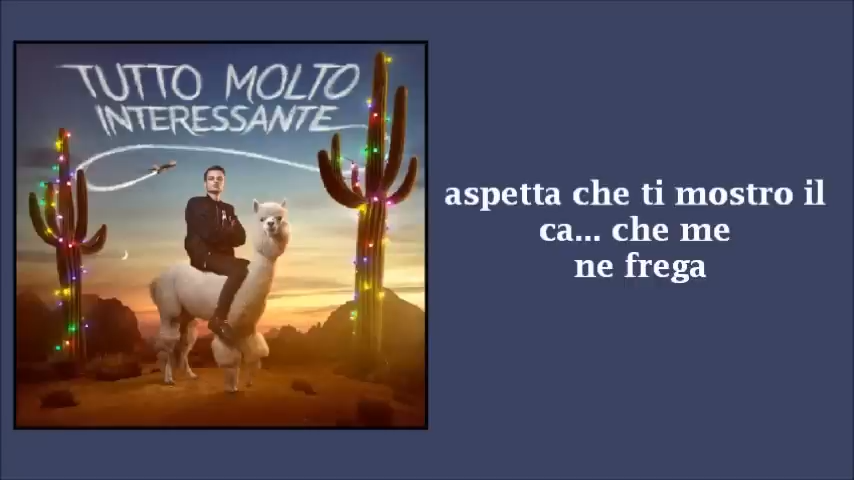 TUTTO MOLTO
INTERESSANTE
aspetta che ti mostro il
ca... che me
ne frega